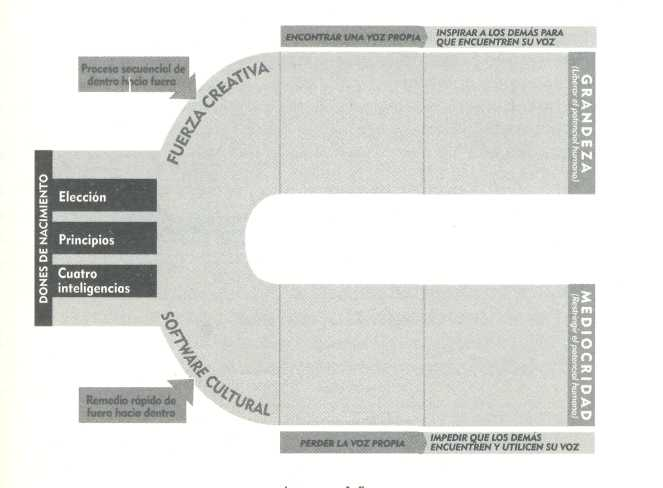 ENCONTRAR UNA VOZ PROPIA
INSPIRAR A LOS DEMÁS PARA
QUE ENCUENTREN SU VOZ
Proceso secuencial de
dentro hacia fuera
FUERZA CREATIVA
GRANDEZA
(Liberar el potencial humano)
DONES DE NACIMIENTO
Elección
Principios
Cuatro
inteligencias
SOFTWARE CULTURAL
MEDIOCRIDAD
(Restringir el potencial humano)
Remedio rápido de
fuera hacia dentro
PERDER LA VOZ PROPIA
IMPEDIR QUE LOS DEMÁS
ENCUENTREN Y UTILICEN SU VOZ